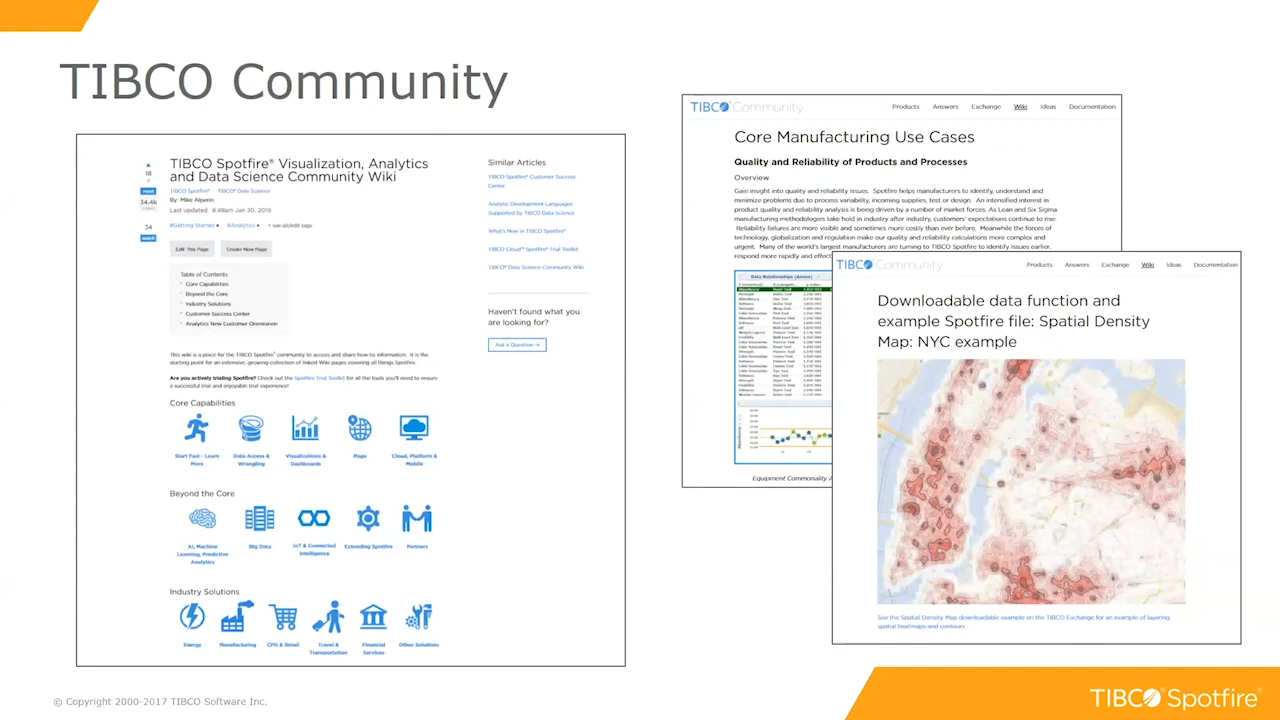 TIBCO Community
18
TIBCO Spotfire® Visualization, Analytics
and Data Science Community Wiki
TIBCO Spotfire® TIBCO® Data Science
34.4k
By: Mike Alperin
Last updated: 8:48am Jan 30, 2019
#Getting Started • #Analytics • + see all/edit tags
34
watch
Edit This Page
Create New Page
Table of Contents
Core Capabilities
Beyond the Core
Industry Solutions
Customer Success Center
Analytics New Customer Orientation
Similar Articles
TIBCO Spotfire® Customer Success
Center
Analytic Development Languages
Supported by TIBCO Data Science
What's New in TIBCO Spotfire®
TIBCO Cloud™ Spotfire® Trial Toolkit
TIBCO® Data Science Community Wiki
Haven't found what you
are looking for?
Ask a Question →
This wiki is a place for the TIBCO Spotfire® community to access and share how-to information. It is the
starting point for an extensive, growing collection of linked Wiki pages covering all things Spotfire.
Are you actively trialing Spotfire? Check out the Spotfire Trial Toolkit for all the tools you'll need to ensure
a successful trial and enjoyable trial experience!
Core Capabilities
Start Fast - Learn
More
Data Access &
Wrangling
Visualizations &
Dashboards
Maps
Cloud, Platform &
Mobile
Beyond the Core
AI, Machine
Learning, Predictive
Analytics
Big Data
IoT & Connected
Intelligence
Extending Spotfire
Partners
Industry Solutions
Energy
Manufacturing
CPG & Retail
Travel &
Transportation
Financial
Services
Other Solutions
TIBCO Community
Products Answers Exchange Wiki Ideas Documentation
Core Manufacturing Use Cases
Quality and Reliability of Products and Processes
Overview
Gain insight into quality and reliability issues. Spotfire helps manufacturers to identify, understand and
minimize problems due to process variability, incoming supplies, test or design. An intensified interest in
product quality and reliability analysis is being driven by a number of market forces. As Lean and Six Sigma
manufacturing methodologies take hold in industry after industry, customers' expectations continue to rise.
Reliability failures are more visible and sometimes more costly than ever before. Meanwhile the forces of
technology, globalization and regulation make our quality and reliability calculations more complex and
urgent. Many of the world's largest manufacturers are turning to TIBCO Spotfire to identify issues earlier,
respond more rapidly and effec
Data Relationships (Anova)
Equipment Commonality A
TIBCO Community
Products Answers Exchange Wiki Ideas Documentation
Downloadable data function and
example Spotfire file: Spatial Density
Map: NYC example
See the Spatial Density Map downloadable example on the TIBCO Exchange for an example of layering
spatial heatmaps and contours
© Copyright 2000-2017 TIBCO Software Inc.
TIBCO Spotfire®